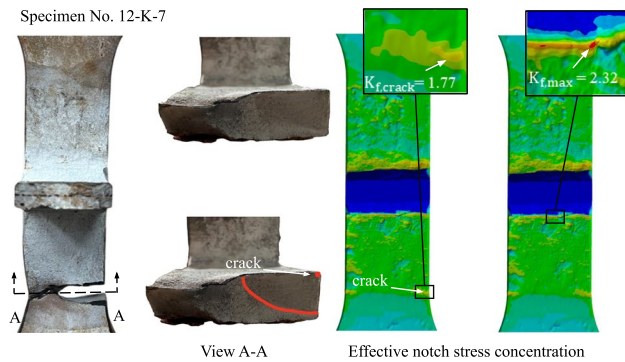 Specimen No. 12-K-7
K_f,crack = 1.77
K_f,max = 2.32
crack
crack
A
A
View A-A
Effective notch stress concentration